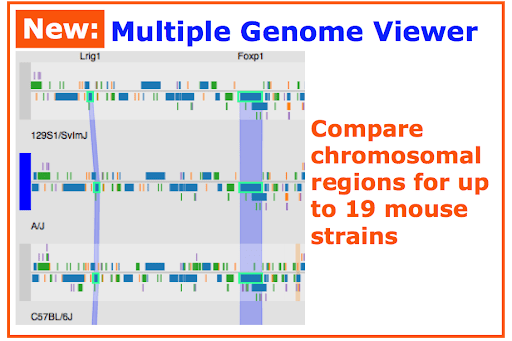 New: Multiple Genome Viewer
Lrig1 Foxp1
129S1/SvImJ
A/J
C57BL/6J
Compare
chromosomal
regions for up
to 19 mouse
strains